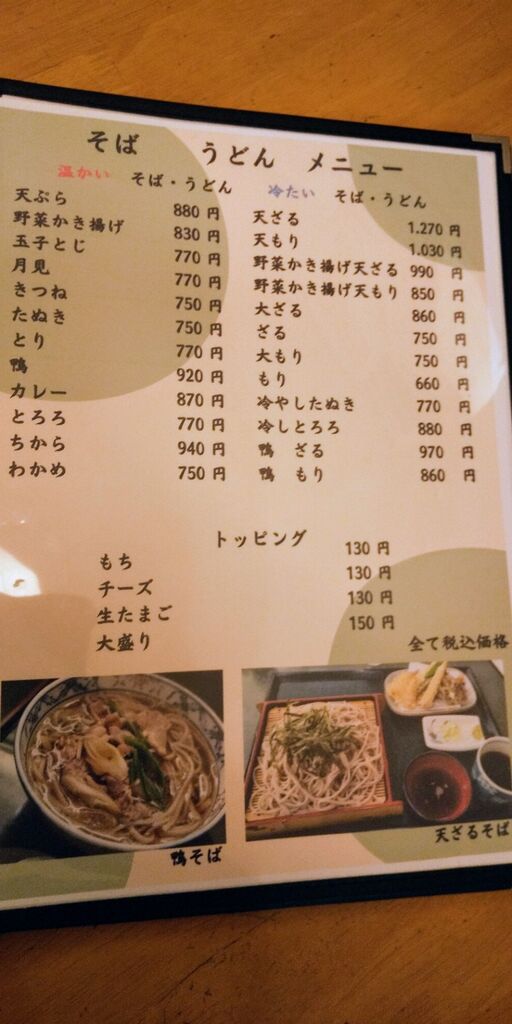 そば　うどん　メニュー
温かい　そば・うどん
天ぷら 880 円
野菜かき揚げ 830 円
玉子とじ 770 円
月見 770 円
きつね 750 円
たぬき 750 円
とり 770 円
鴨 920 円
カレー 870 円
とろろ 770 円
ちから 940 円
わかめ 750 円
冷たい　そば・うどん
天ざる 1.270 円
天もり 1.030 円
野菜かき揚げ天ざる 990 円
野菜かき揚げ天もり 850 円
大ざる 860 円
ざる 750 円
大もり 750 円
もり 660 円
冷やしたぬき 770 円
冷しとろろ 880 円
鴨　ざる 970 円
鴨　もり 860 円
トッピング
もち 130 円
チーズ 130 円
生たまご 130 円
大盛り 150 円
全て税込価格
鴨そば
天ざるそば